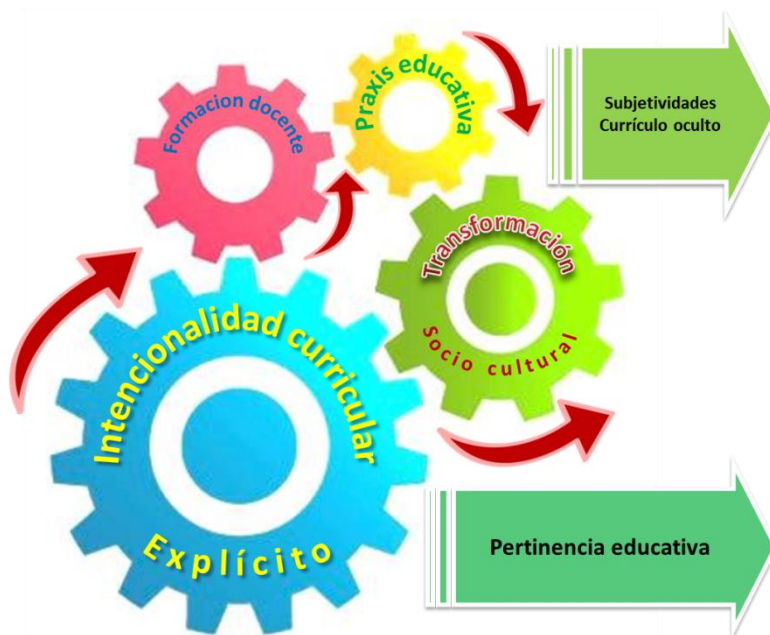 Formacion docente
Praxis educativa
Subjetividades
Currículo oculto
Transformación
Socio cultural
Intencionalidad curricular
Explícito
Pertinencia educativa